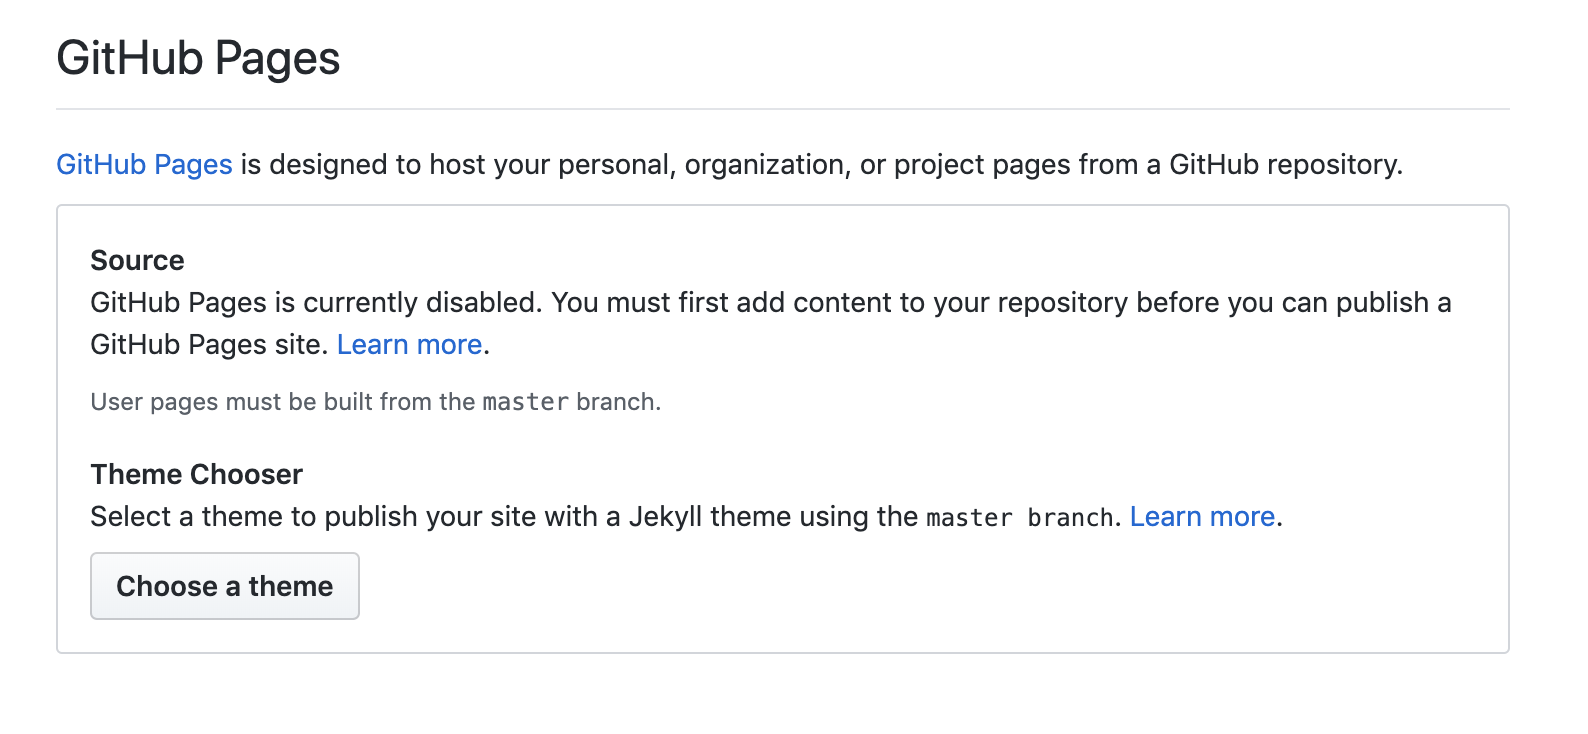 GitHub Pages
GitHub Pages is designed to host your personal, organization, or project pages from a GitHub repository.
Source
GitHub Pages is currently disabled. You must first add content to your repository before you can publish a
GitHub Pages site. Learn more.
User pages must be built from the master branch.
Theme Chooser
Select a theme to publish your site with a Jekyll theme using the master branch. Learn more.
Choose a theme